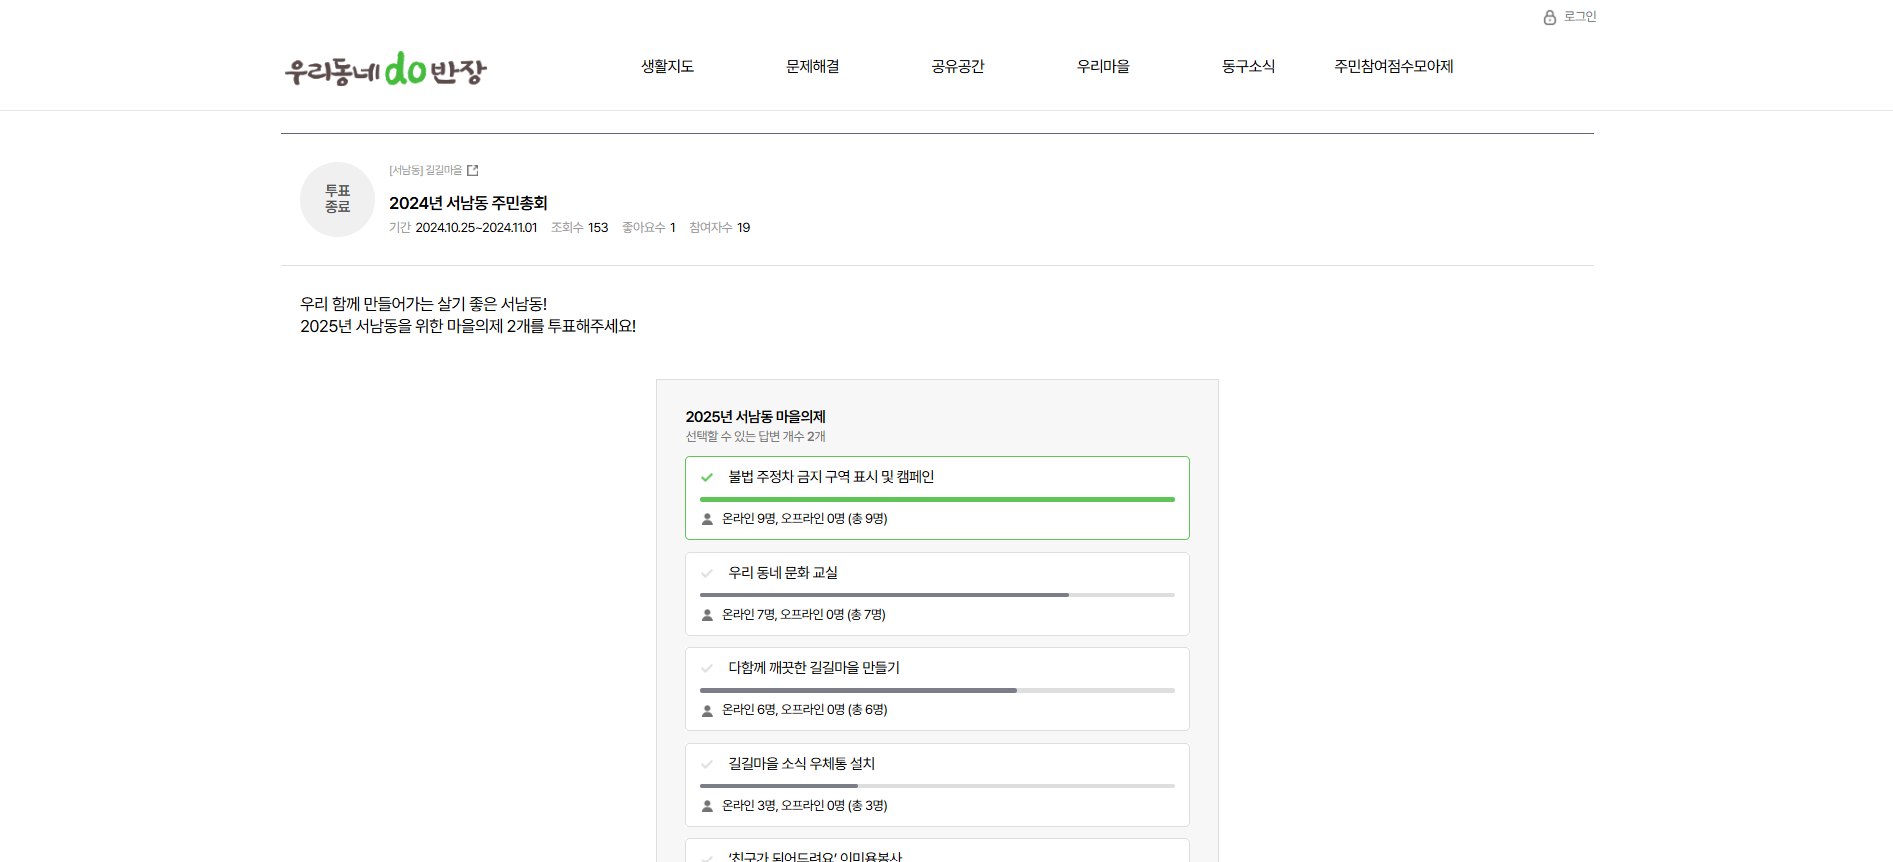 로그인
우리동네 do 반장
생활지도 문제해결 공유공간 우리마을 동구소식 주민참여점수모아제
투표
종료
[서남동] 길길마을
2024년 서남동 주민총회
기간 2024.10.25~2024.11.01 조회수 153 좋아요수 1 참여자수 19
우리 함께 만들어가는 살기 좋은 서남동!
2025년 서남동을 위한 마을의제 2개를 투표해주세요!
2025년 서남동 마을의제
선택할 수 있는 답변 개수 2개
불법 주정차 금지 구역 표시 및 캠페인
온라인 9명, 오프라인 0명 (총 9명)
우리 동네 문화 교실
온라인 7명, 오프라인 0명 (총 7명)
다함께 깨끗한 길길마을 만들기
온라인 6명, 오프라인 0명 (총 6명)
길길마을 소식 우체통 설치
온라인 3명, 오프라인 0명 (총 3명)
'친구가 되어드려요' 이미용봉사